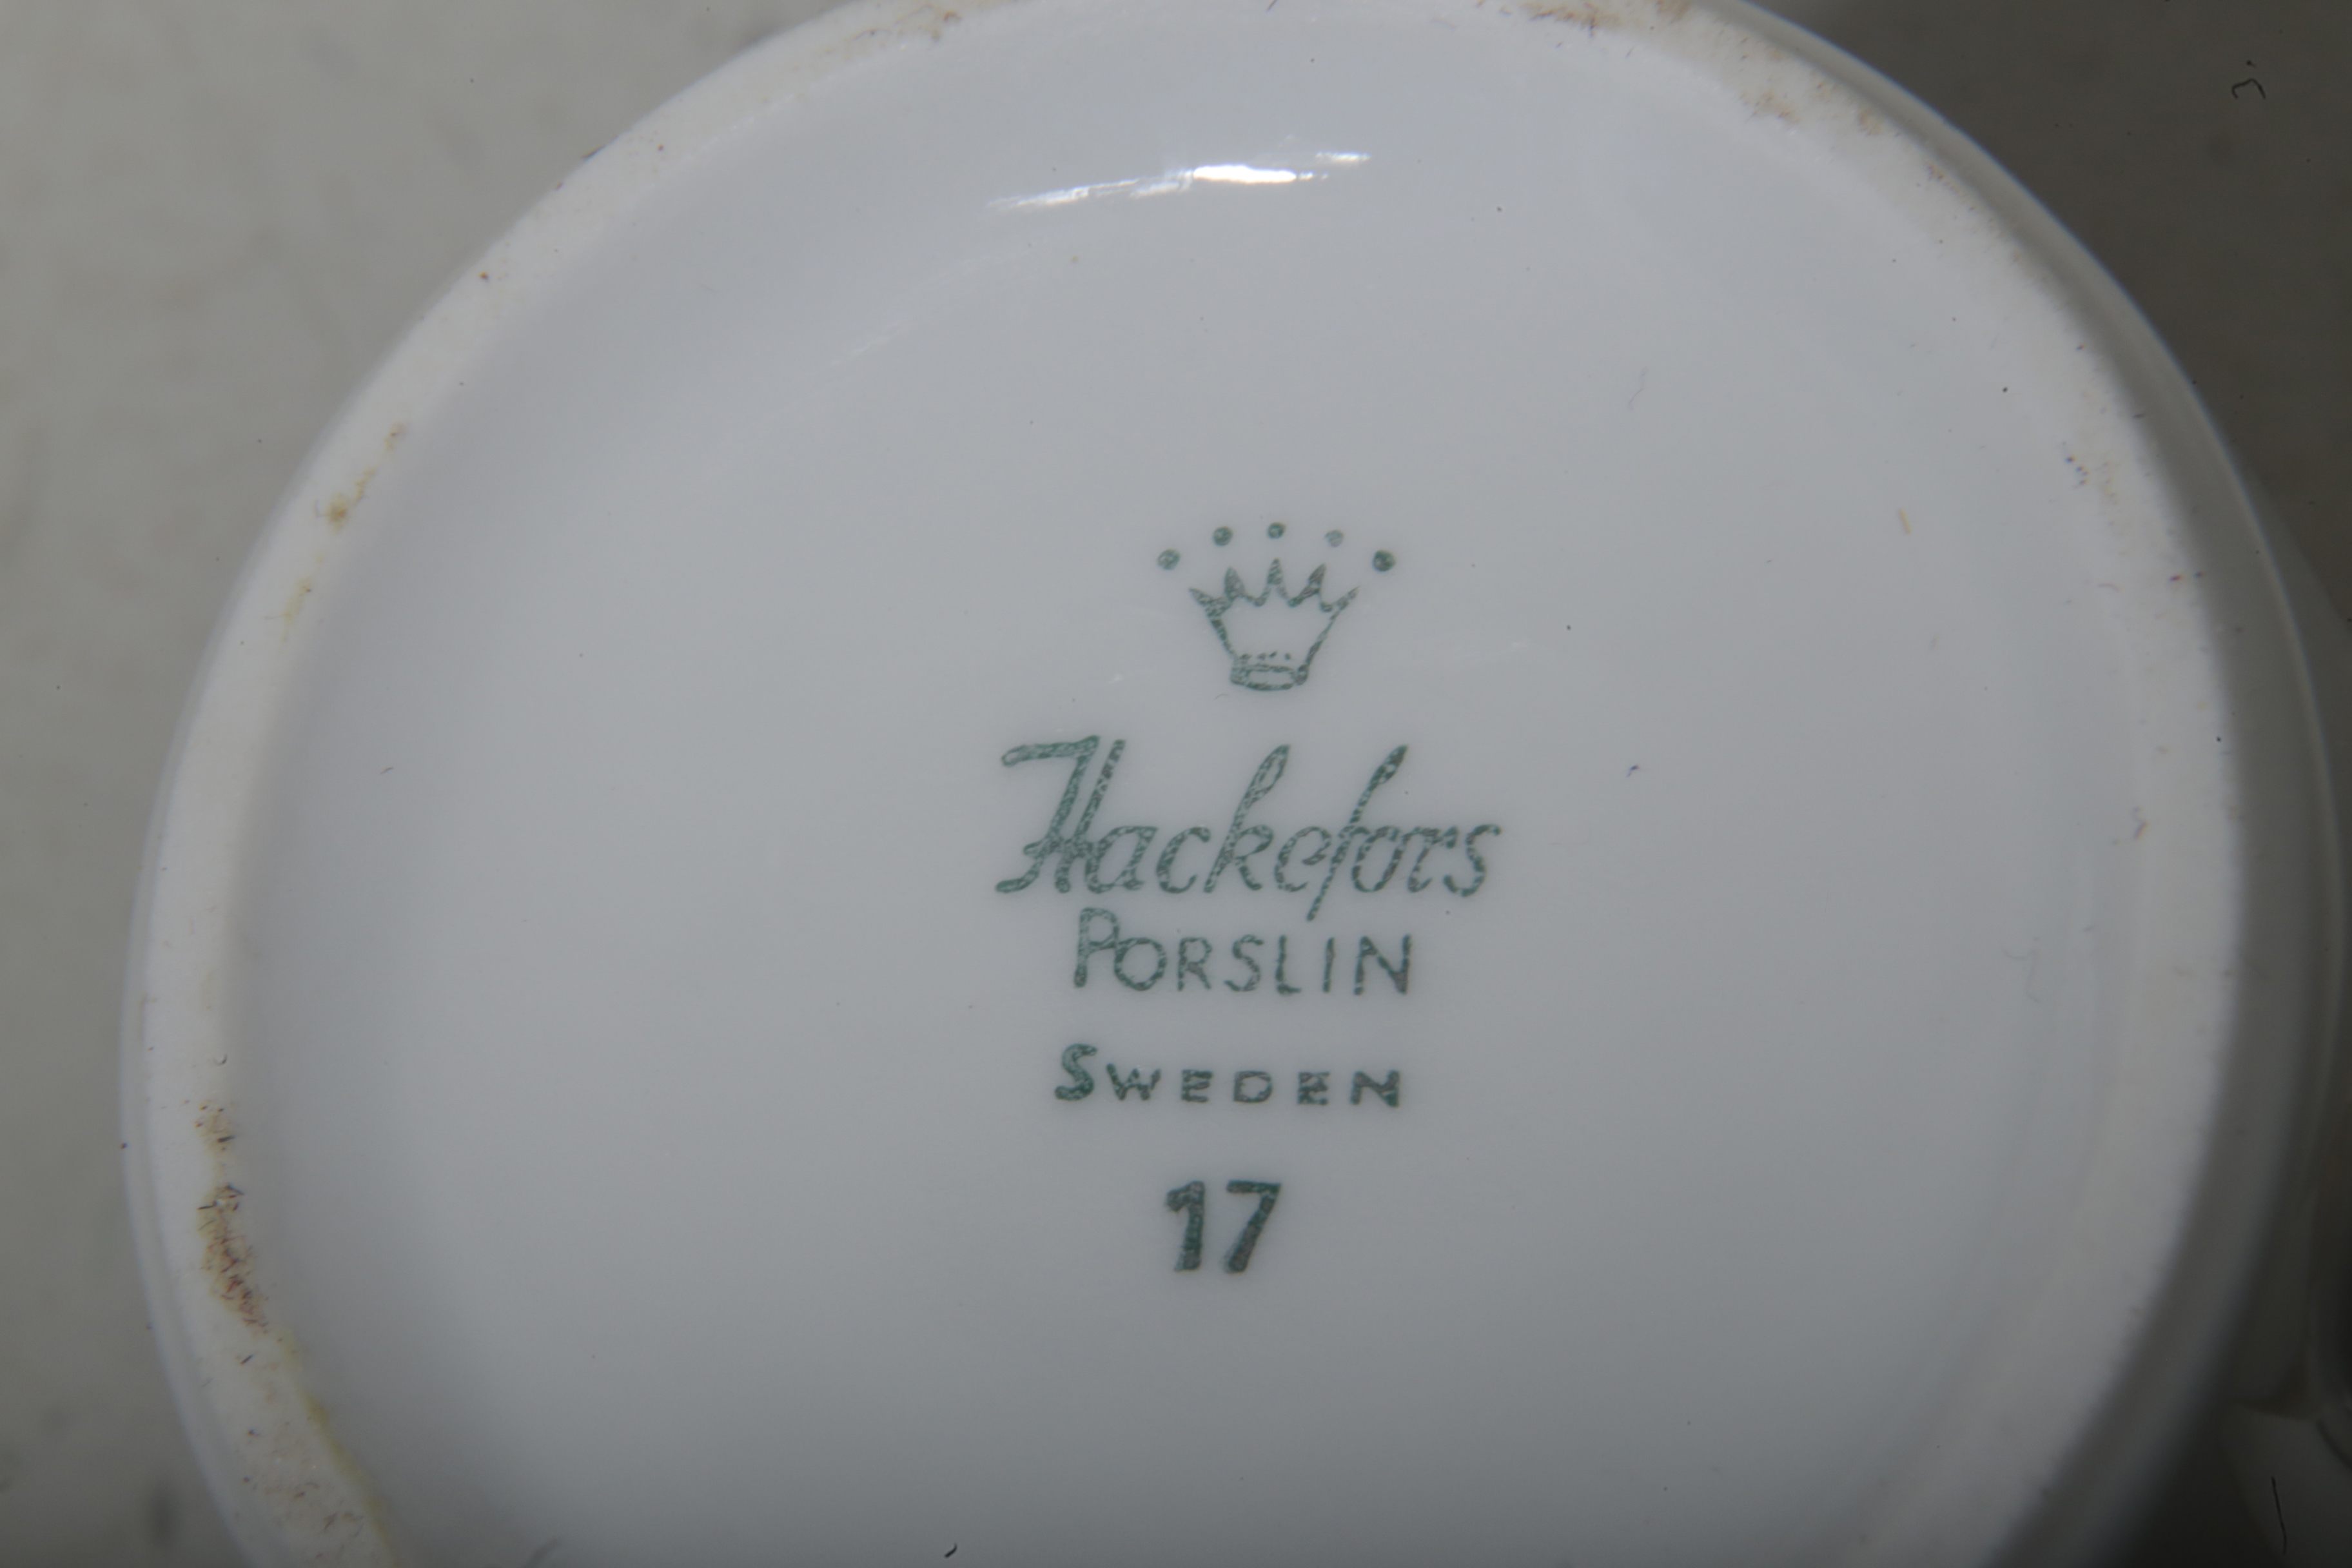 Hackefors
PORSLIN
SWEDEN
17